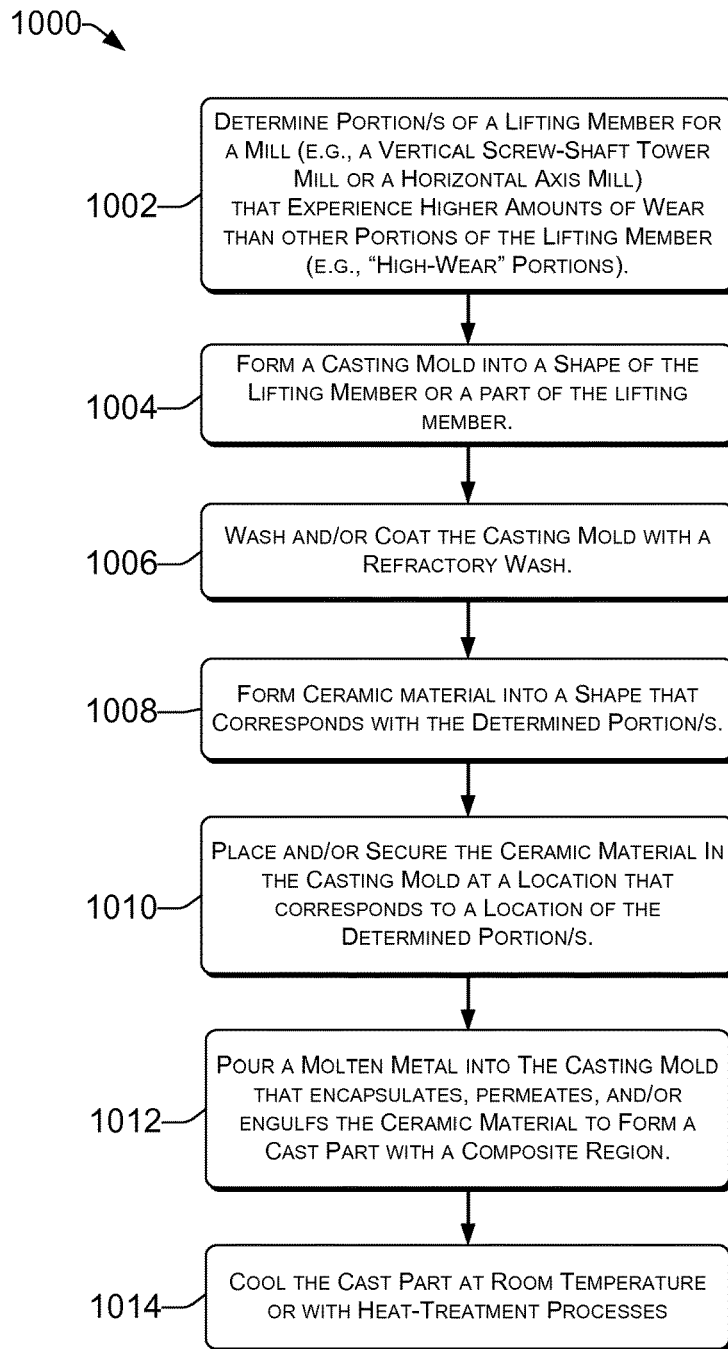 1000
DETERMINE PORTION/S OF A LIFTING MEMBER FOR
A MILL (E.G., A VERTICAL SCREW-SHAFT TOWER
MILL OR A HORIZONTAL AXIS MILL)
1002
THAT EXPERIENCE HIGHER AMOUNTS OF WEAR
THAN OTHER PORTIONS OF THE LIFTING MEMBER
(E.G., “HIGH-WEAR” PORTIONS).
FORM A CASTING MOLD INTO A SHAPE OF THE
1004
LIFTING MEMBER OR A PART OF THE LIFTING
MEMBER.
1006
WASH AND/OR COAT THE CASTING MOLD WITH A
REFRACTORY WASH.
1008
FORM CERAMIC MATERIAL INTO A SHAPE THAT
CORRESPONDS WITH THE DETERMINED PORTION/S.
PLACE AND/OR SECURE THE CERAMIC MATERIAL IN
THE CASTING MOLD AT A LOCATION THAT
1010
CORRESPONDS TO A LOCATION OF THE
DETERMINED PORTION/S.
POUR A MOLTEN METAL INTO THE CASTING MOLD
THAT ENCAPSULATES, PERMEATES, AND/OR
1012
ENGULFS THE CERAMIC MATERIAL TO FORM A
CAST PART WITH A COMPOSITE REGION.
1014
COOL THE CAST PART AT ROOM TEMPERATURE
OR WITH HEAT-TREATMENT PROCESSES